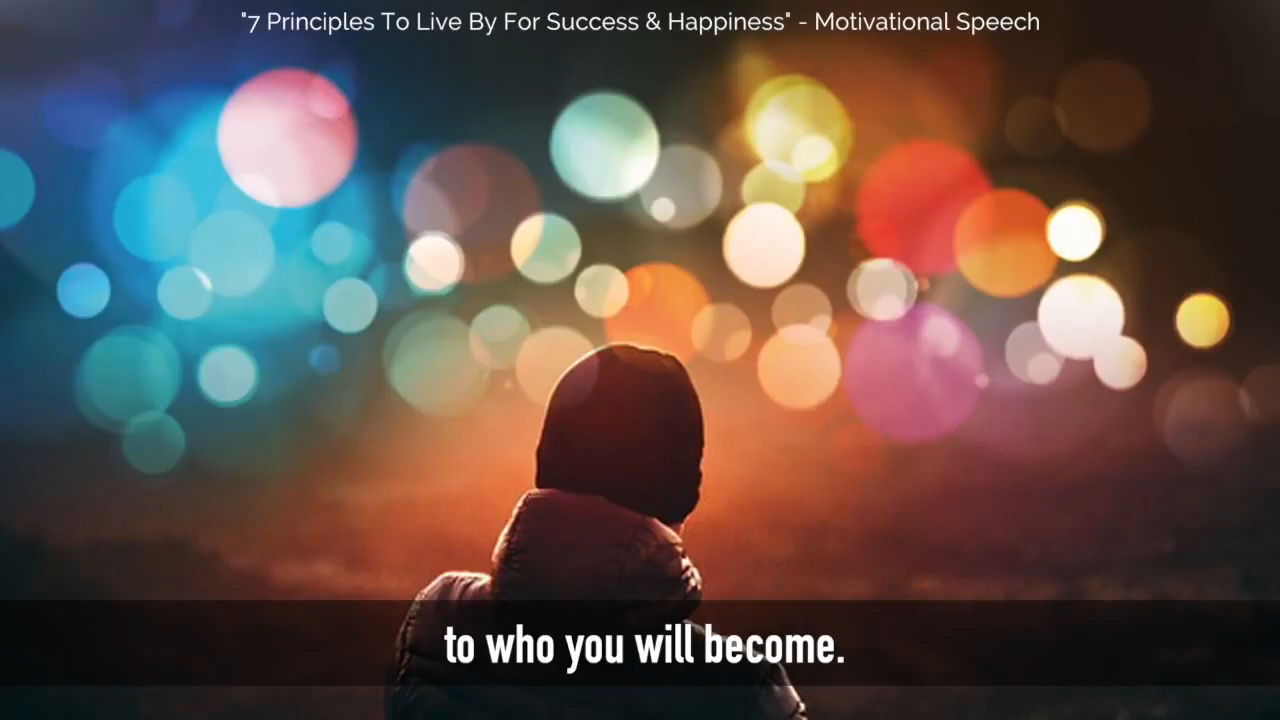 "7 Principles To Live By For Success & Happiness" - Motivational Speech
to who you will become.